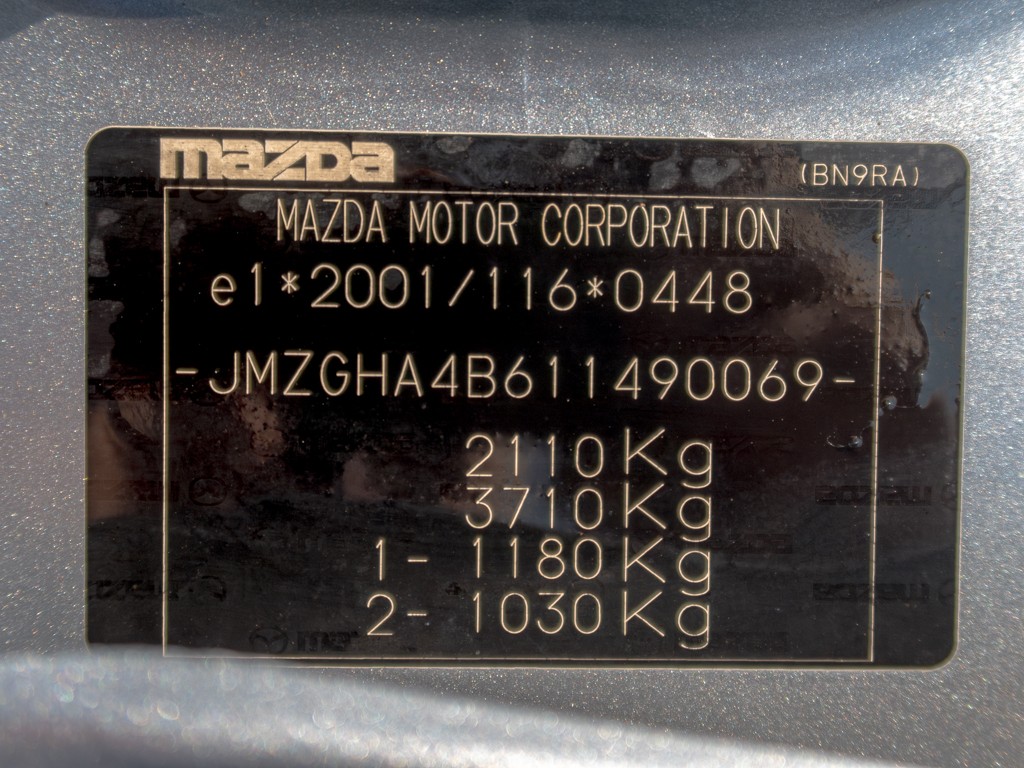 mazda
(BN9RA)
MAZDA MOTOR CORPORATION
e1*2001/116*0448
-JMZGHA4B611490069-
2110Kg
3710Kg
1- 1180Kg
2- 1030Kg